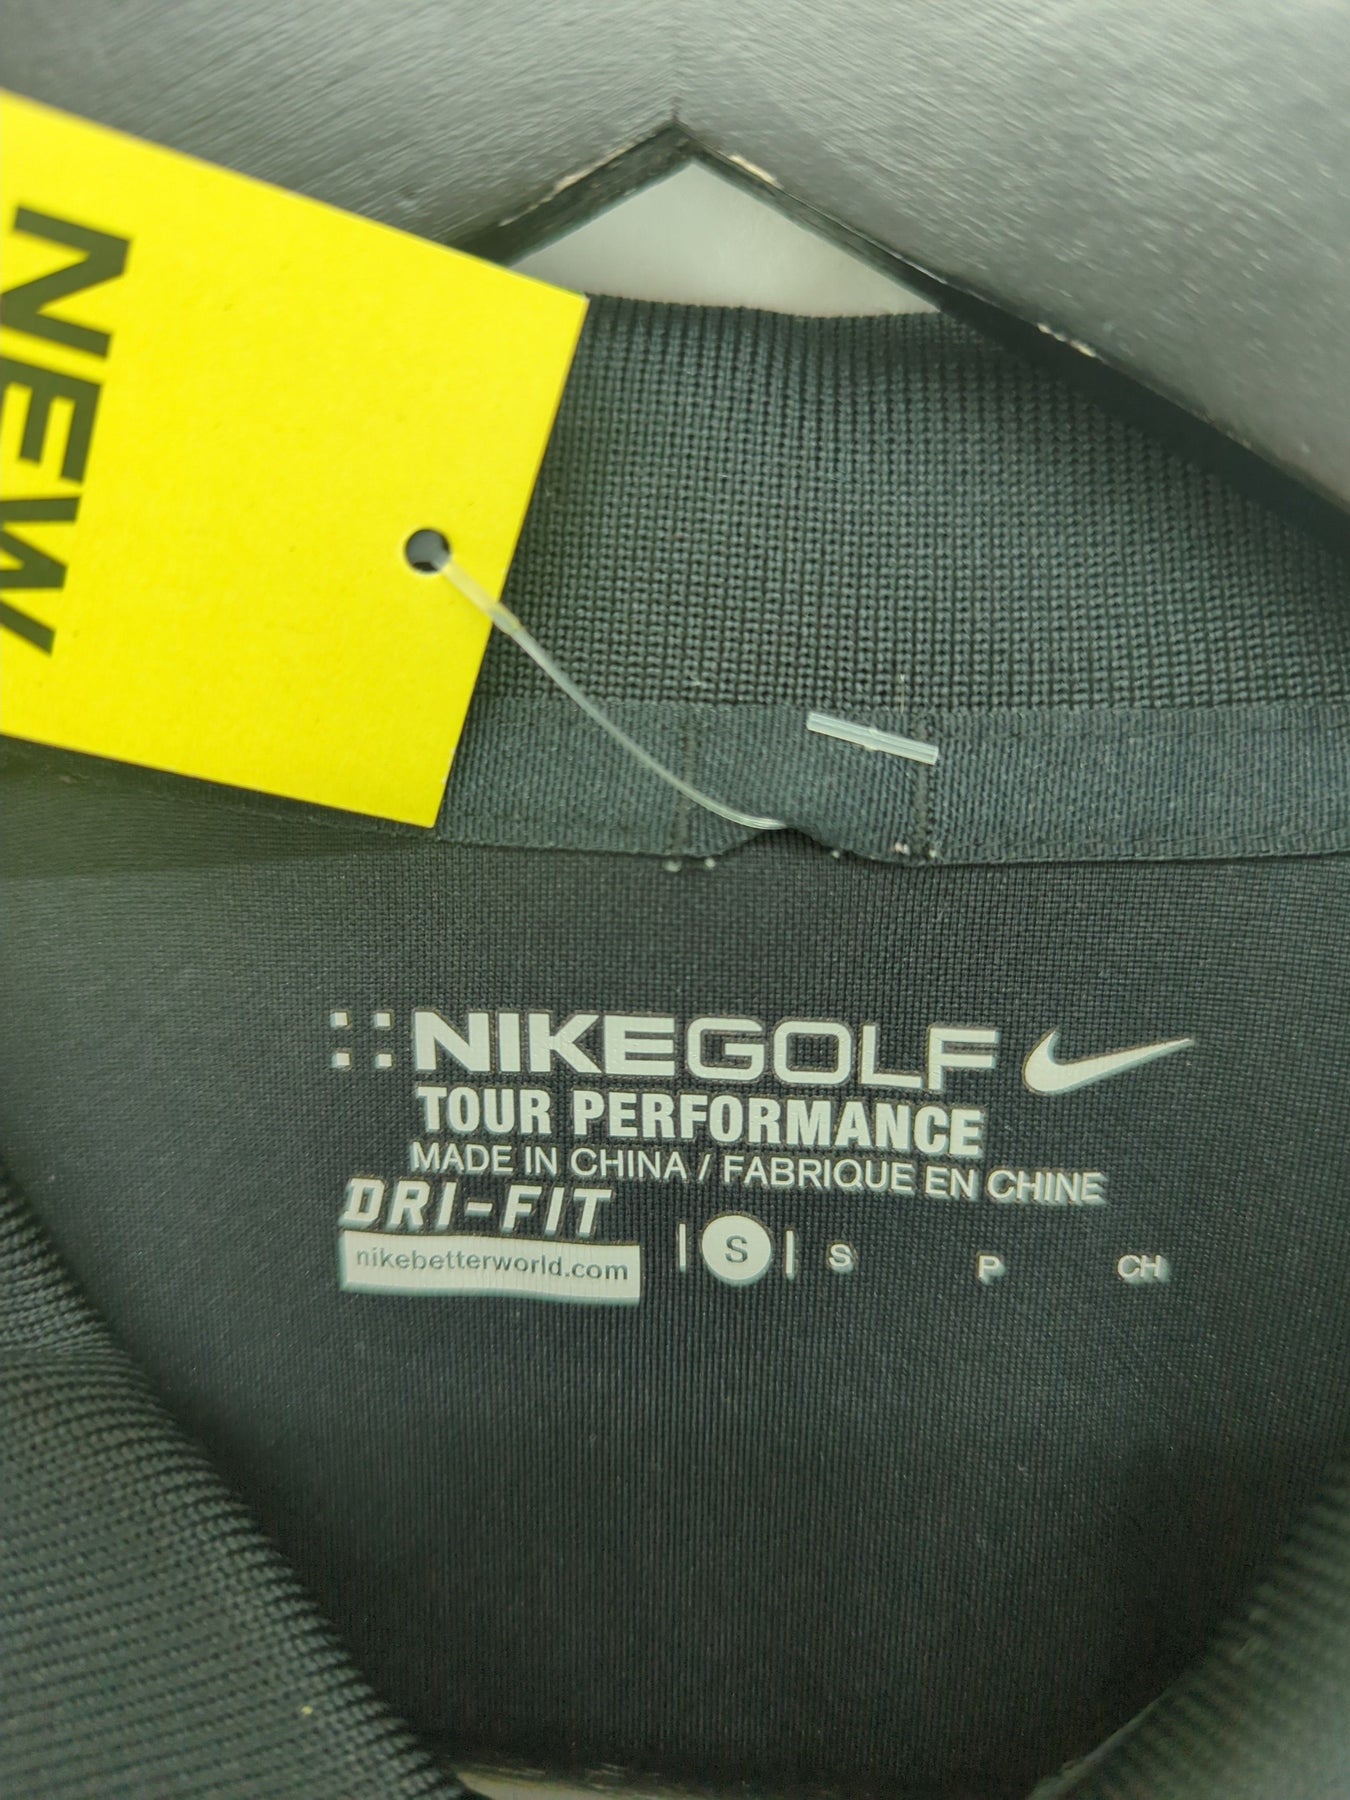 NEW
NIKEGOLF
TOUR PERFORMANCE
MADE IN CHINA / FABRIQUE EN CHINE
DRI-FIT
nikebetterworld.com
| S | S P CH